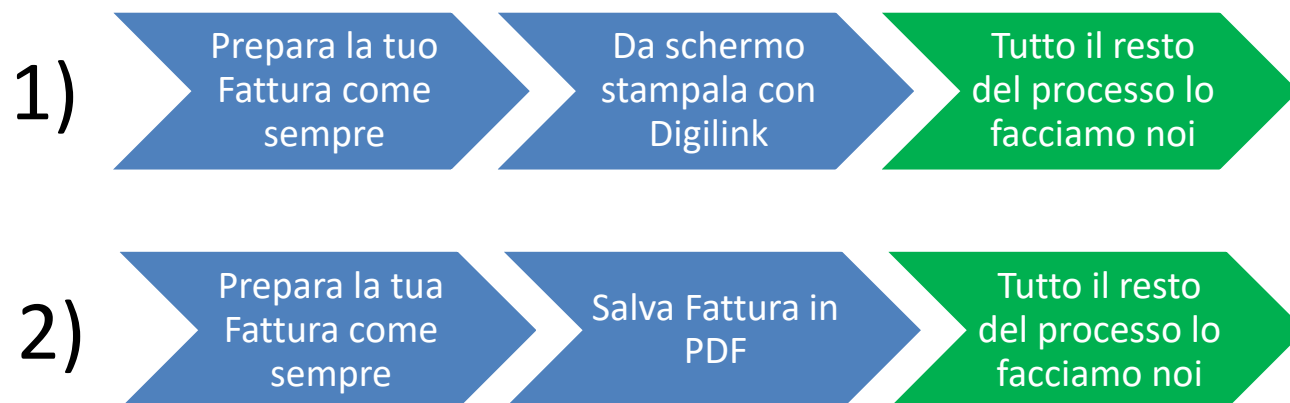 1)
Prepara la tuo
Fattura come
sempre
Da schermo
stampala con
Digilink
Tutto il resto
del processo lo
facciamo noi
2)
Prepara la tua
Fattura come
sempre
Salva Fattura in
PDF
Tutto il resto
del processo lo
facciamo noi